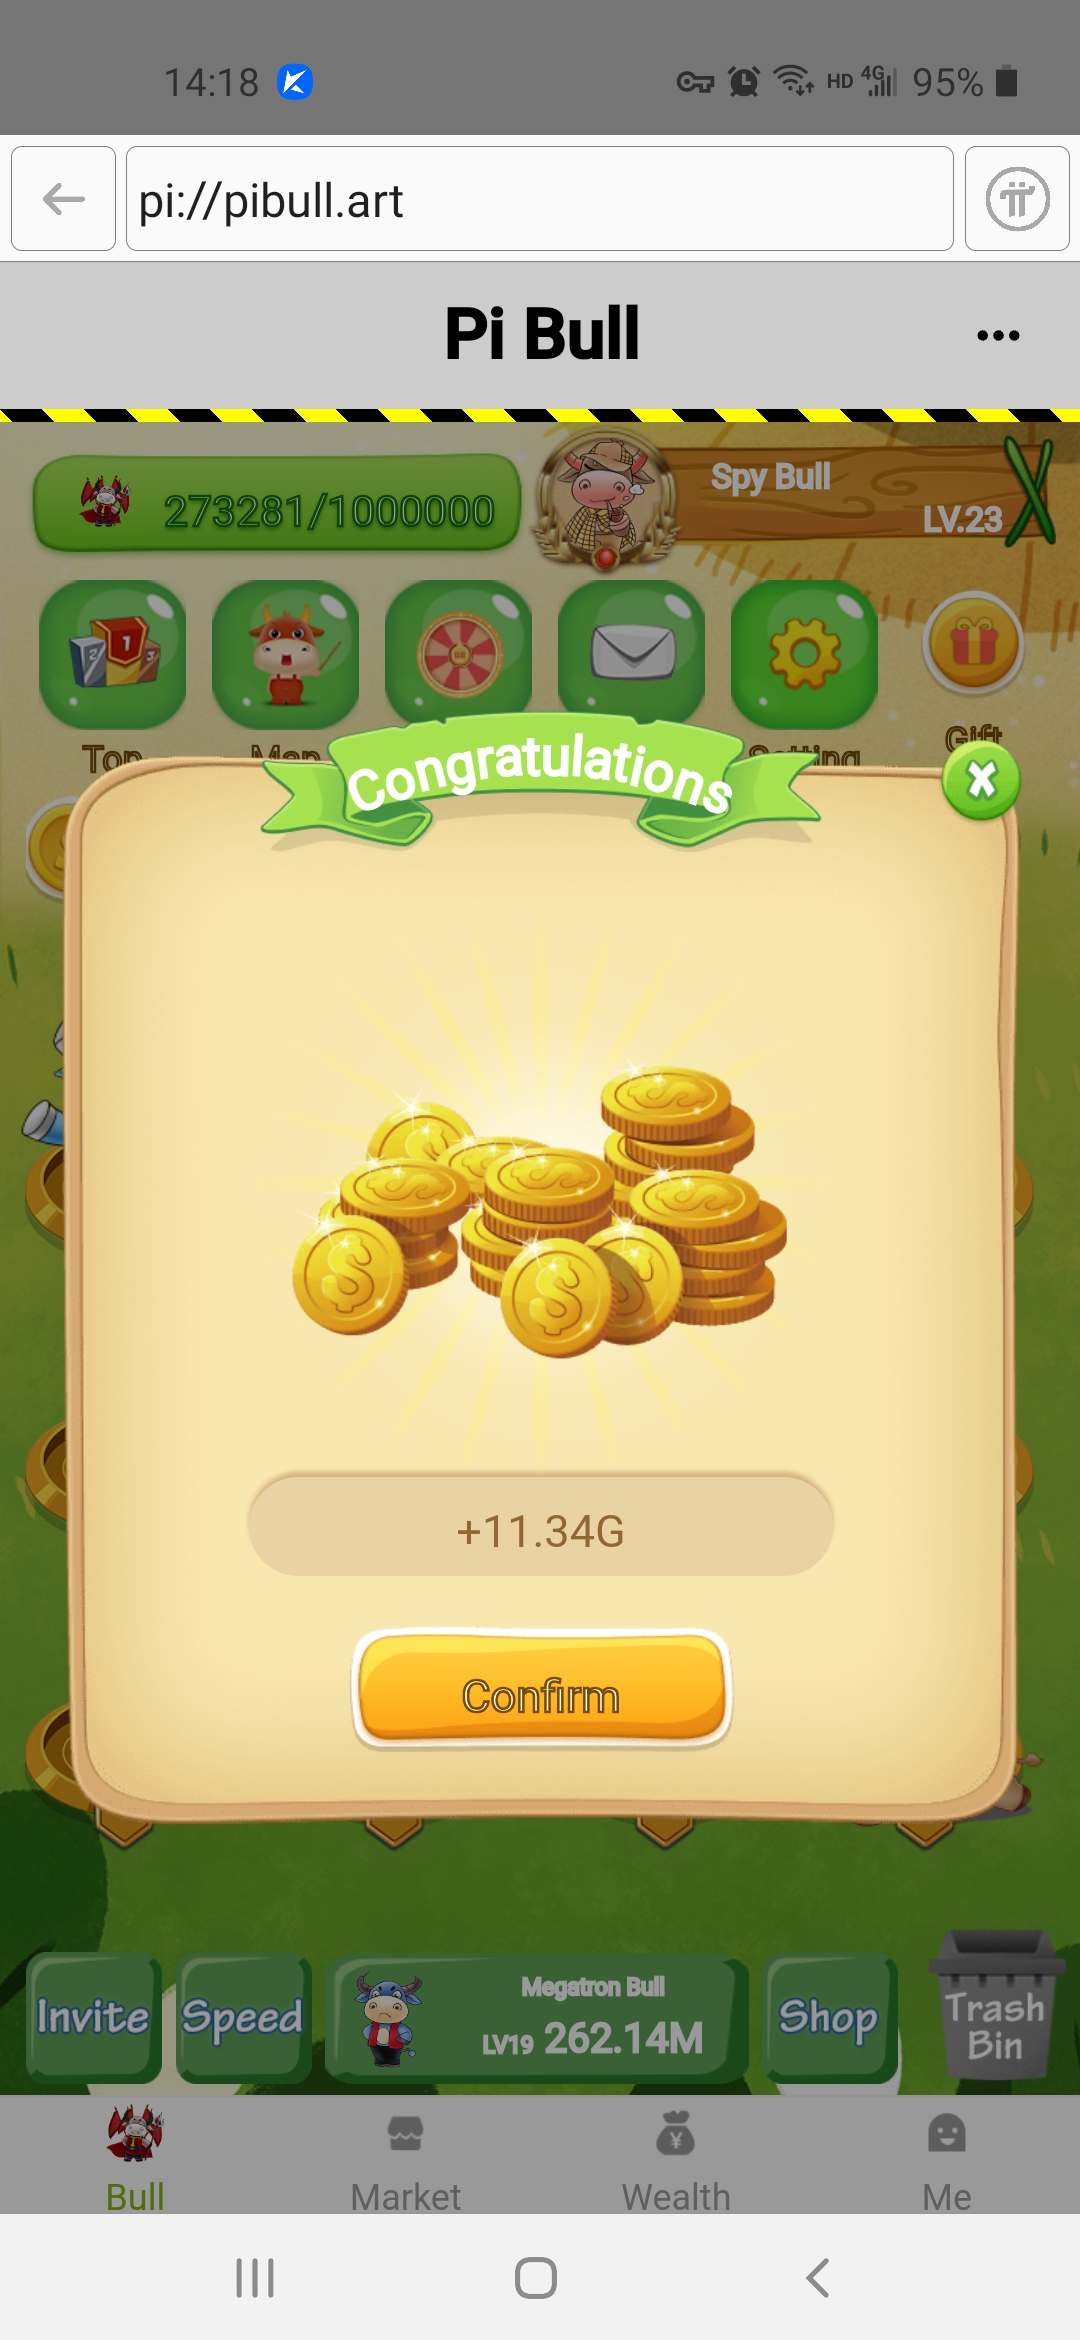 14:18
HD 4G 95%
pi://pibull.art
Pi Bull
273281/1000000
Spy Bull
LV.23
Top
Map
Setting
Gift
Congratulations
X
+11.34G
Confirm
Invite
Speed
Megatron Bull
LV19 262.14M
Shop
Trash
Bin
Bull
Market
Wealth
Me